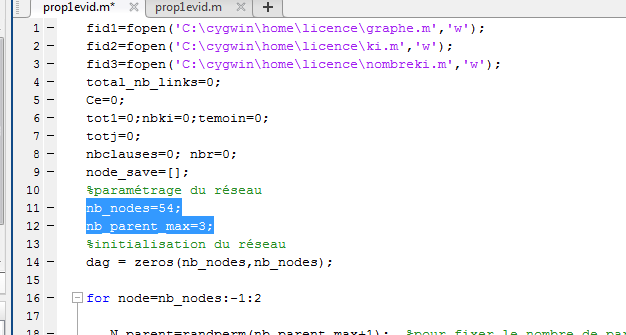 prop1evid.m* × prop1evid.m × +
1 – fid1=fopen('C:\cygwin\home\licence\graphe.m','w');
2 – fid2=fopen('C:\cygwin\home\licence\ki.m','w');
3 – fid3=fopen('C:\cygwin\home\licence\nombreki.m','w');
4 – total_nb_links=0;
5 – Ce=0;
6 – tot1=0;nbki=0;temoin=0;
7 – totj=0;
8 – nbclauses=0; nbr=0;
9 – node_save=[];
10 %paramétrage du réseau
11 – nb_nodes=54;
12 – nb_parent_max=3;
13 %initialisation du réseau
14 – dag = zeros(nb_nodes,nb_nodes);
15
16 – for node=nb_nodes:-1:2
17
18 – N_parent=randperm(nb_parent_max+1); %pour fixer le nombre de